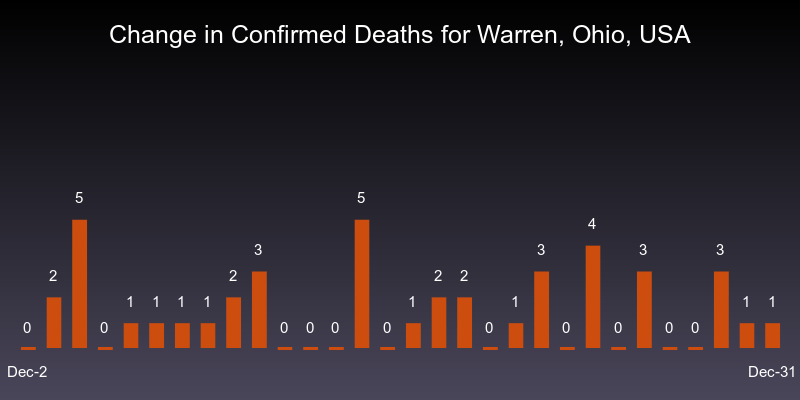 Change in Confirmed Deaths for Warren, Ohio, USA
0 2 5 0 1 1 1 1 2 3 0 0 0 5 0 1 2 2 0 1 3 0 4 0 3 0 0 3 1 1
Dec-2 Dec-31